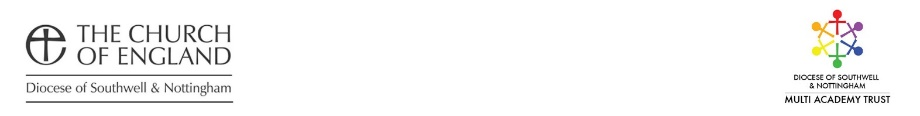 THE CHURCH
OF ENGLAND
Diocese of Southwell & Nottingham
DIOCESE OF SOUTHWELL
& NOTTINGHAM
MULTI ACADEMY TRUST